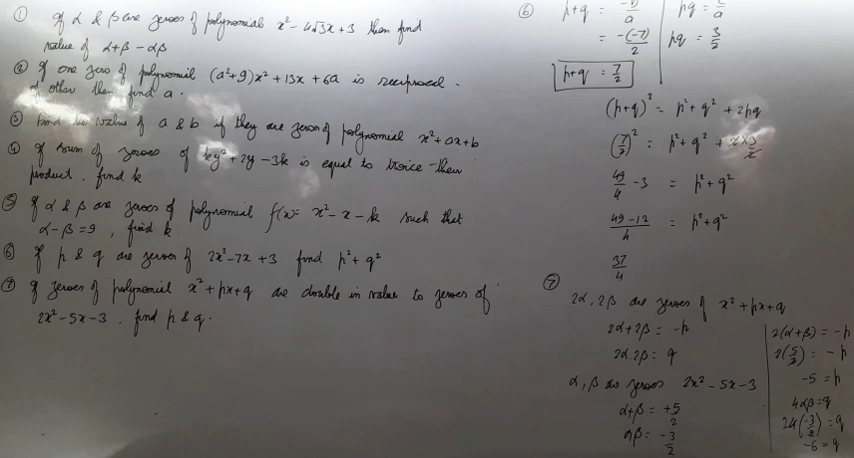 ① If α & β are zeroes of polynomial x² - 4√3x + 3 then find
value of α+β - αβ
② If one zero of polynomial (a²+9)x² + 13x + 6a is reciprocal
of other then find a.
③ Find the value of a & b if they are zeroes of polynomial x² + ax + b
④ If sum of zeroes of ky² + 2y - 3k is equal to twice their
product, find k
⑤ If α & β are zeroes of polynomial f(x) = x² - x - k such that
α - β = 9, find k
⑥ If p & q are zeroes of 2x² - 7x + 3 find p² + q²
⑦ If zeroes of polynomial x² + px + q are double in value to zeroes of
2x² - 5x - 3. find p & q.
⑥ p+q = -b/a
= -(-7)/2
p+q = 7/2
pq = c/a
pq = 3/2
(p+q)² = p² + q² + 2pq
(7/2)² = p² + q² + 2×3/2
49/4 - 3 = p² + q²
49-12/4 = p² + q²
37/4
⑦
2α, 2β are zeroes of x² + px + q
2α + 2β = -p
2α.2β = q
α, β are zeroes 2x² - 5x - 3
α+β = +5/2
αβ = -3/2
2(α+β) = -p
2(5/2) = -p
-5 = p
4αβ = q
(-3/2) = q
-6 = q